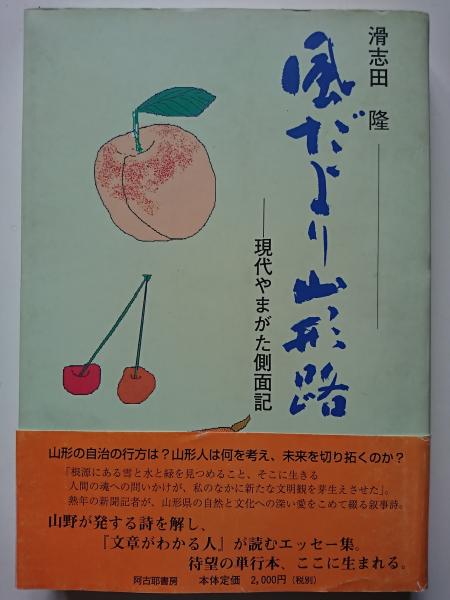 滑志田 隆
風だより山形路
──現代やまがた側面記
山形の自治の行方は?山形人は何を考え、未来を切り拓くのか?
「根源にある雪と水と緑を見つめること、そこに生きる
人間の魂への問いかけが、私のなかに新たな文明観を芽生えさせた」。
熟年の新聞記者が、山形県の自然と文化への深い愛をこめて綴る叙事詩。
山野が発する詩を解し、
『文章がわかる人』が読むエッセー集。
待望の単行本、ここに生まれる。
阿古耶書房 本体定価 2,000円(税別)